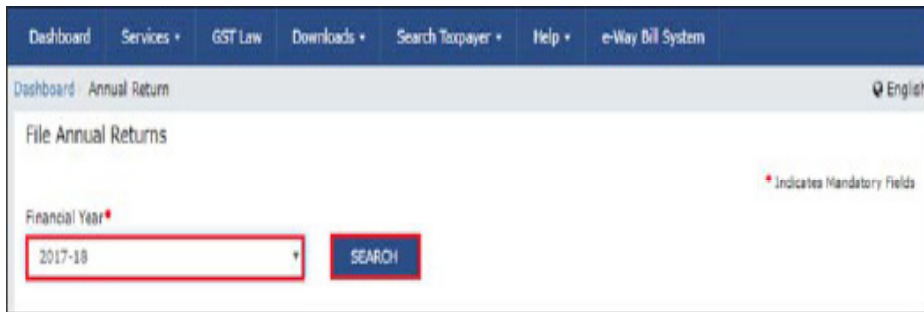 Dashboard Services GST Law Downloads Search Taxpayer Help e-Way Bill System
Dashboard Annual Return English
File Annual Returns
* Indicates Mandatory Fields
Financial Year*
2017-18 SEARCH